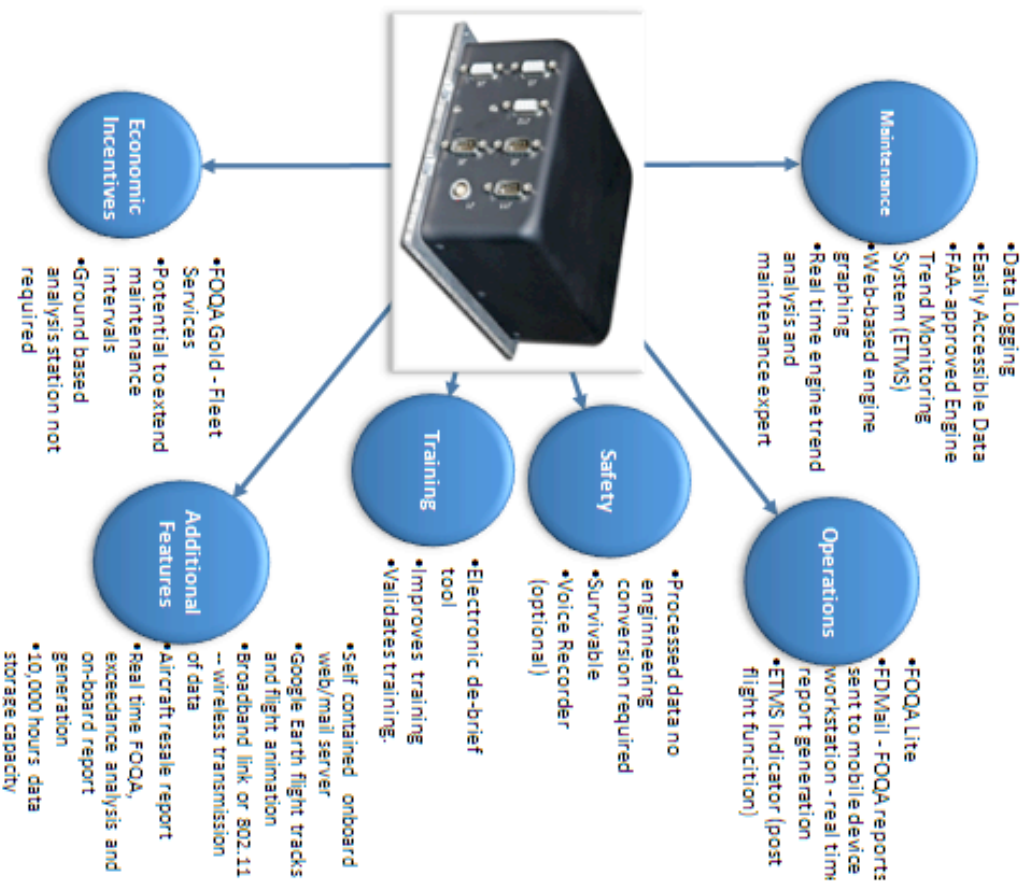 Maintenance
•Data Logging
•Easily Accessible Data
•FAA- approved Engine
Trend Monitoring
System (ETMS)
•Web-based engine
graphing
•Real time engine trend
analysis and
maintenance expert
Operations
•FOQA Lite
•FDMail - FOQA reports
sent to mobile device
workstation - real time
report generation
•ETMS Indicator (post
flight funcition)
Safety
•Processed data no
engineering
conversion required
•Survivable
•Voice Recorder
(optional)
Training
•Electronic de-brief
tool
•Improves training
•Validates training.
Additional
Features
•Self contained onboard
web/mail server
•Google Earth flight tracks
and flight animation
•Broadband link or 802.11
-- wireless transmission
of data
•Aircraft resale report
•Real time FOQA,
exceedance analysis and
on-board report
generation
•10,000 hours data
storage capacity
Economic
Incentives
•FOQA Gold - Fleet
Services
•Potential to extend
maintenance
intervals
•Ground based
analysis station not
required